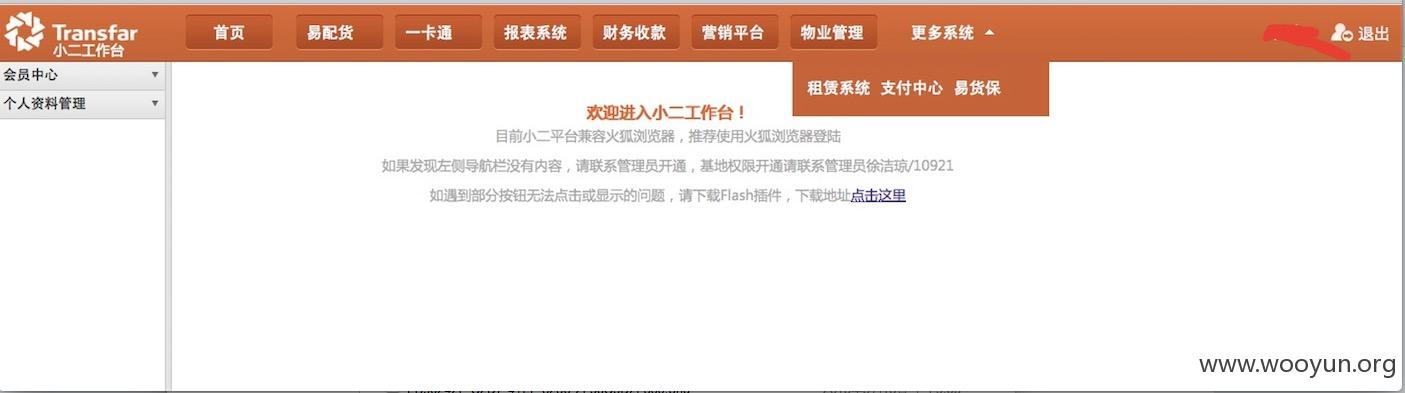 Transfar
小二工作台
首页 易配货 一卡通 报表系统 财务收款 营销平台 物业管理 更多系统 退出
租赁系统 支付中心 易货保
会员中心
个人资料管理
欢迎进入小二工作台！
目前小二平台兼容火狐浏览器，推荐使用火狐浏览器登陆
如果发现左侧导航栏没有内容，请联系管理员开通，基地权限开通请联系管理员徐洁琼/10921
如遇到部分按钮无法点击或显示的问题，请下载Flash插件，下载地址点击这里
www.wooyun.org